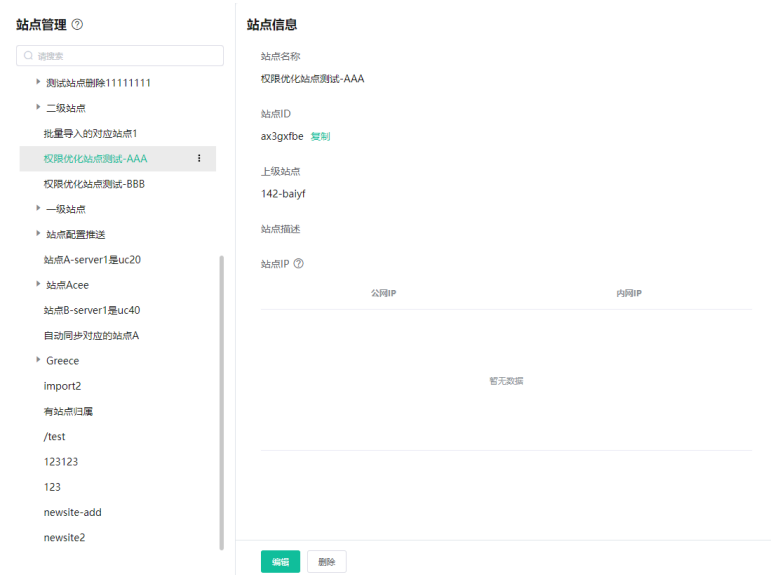 站点管理
请搜索
测试站点删除11111111
二级站点
批量导入的对应站点1
权限优化站点测试-AAA
权限优化站点测试-BBB
一级站点
站点配置推送
站点A-server1是uc20
站点Acee
站点B-server1是uc40
自动同步对应的站点A
Greece
import2
有站点归属
/test
123123
123
newsite-add
newsite2
站点信息
站点名称
权限优化站点测试-AAA
站点ID
ax3gxfbe 复制
上级站点
142-baiyf
站点描述
站点IP
公网IP 内网IP
暂无数据
编辑 删除